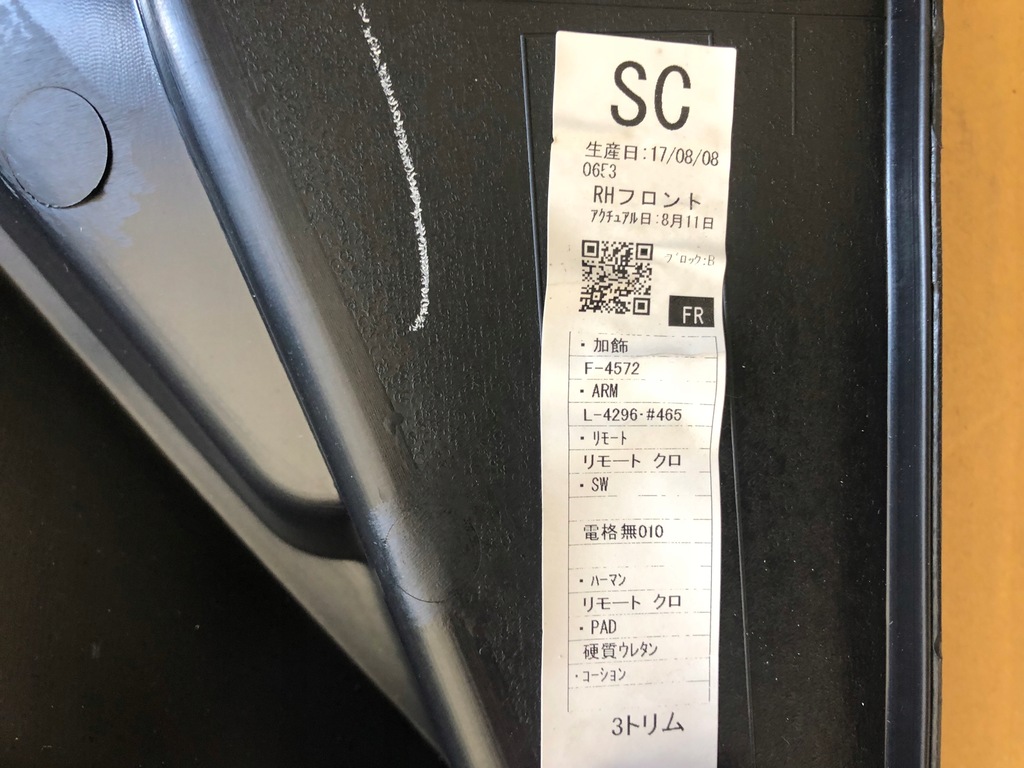 SC
生産日:17/08/08
RHフロント
ｱｸﾁｭｱﾙ日:8月11日
ﾌﾞﾛｯｸ:B
FR
・加飾
F-4572
・ARM
L-4296･#465
・ﾘﾓｰﾄ
リモート クロ
・SW
電格無010
・ﾊｰﾏﾝ
リモート クロ
・PAD
硬質ｳﾚﾀﾝ
・ｺｰｼｮﾝ
3トリム